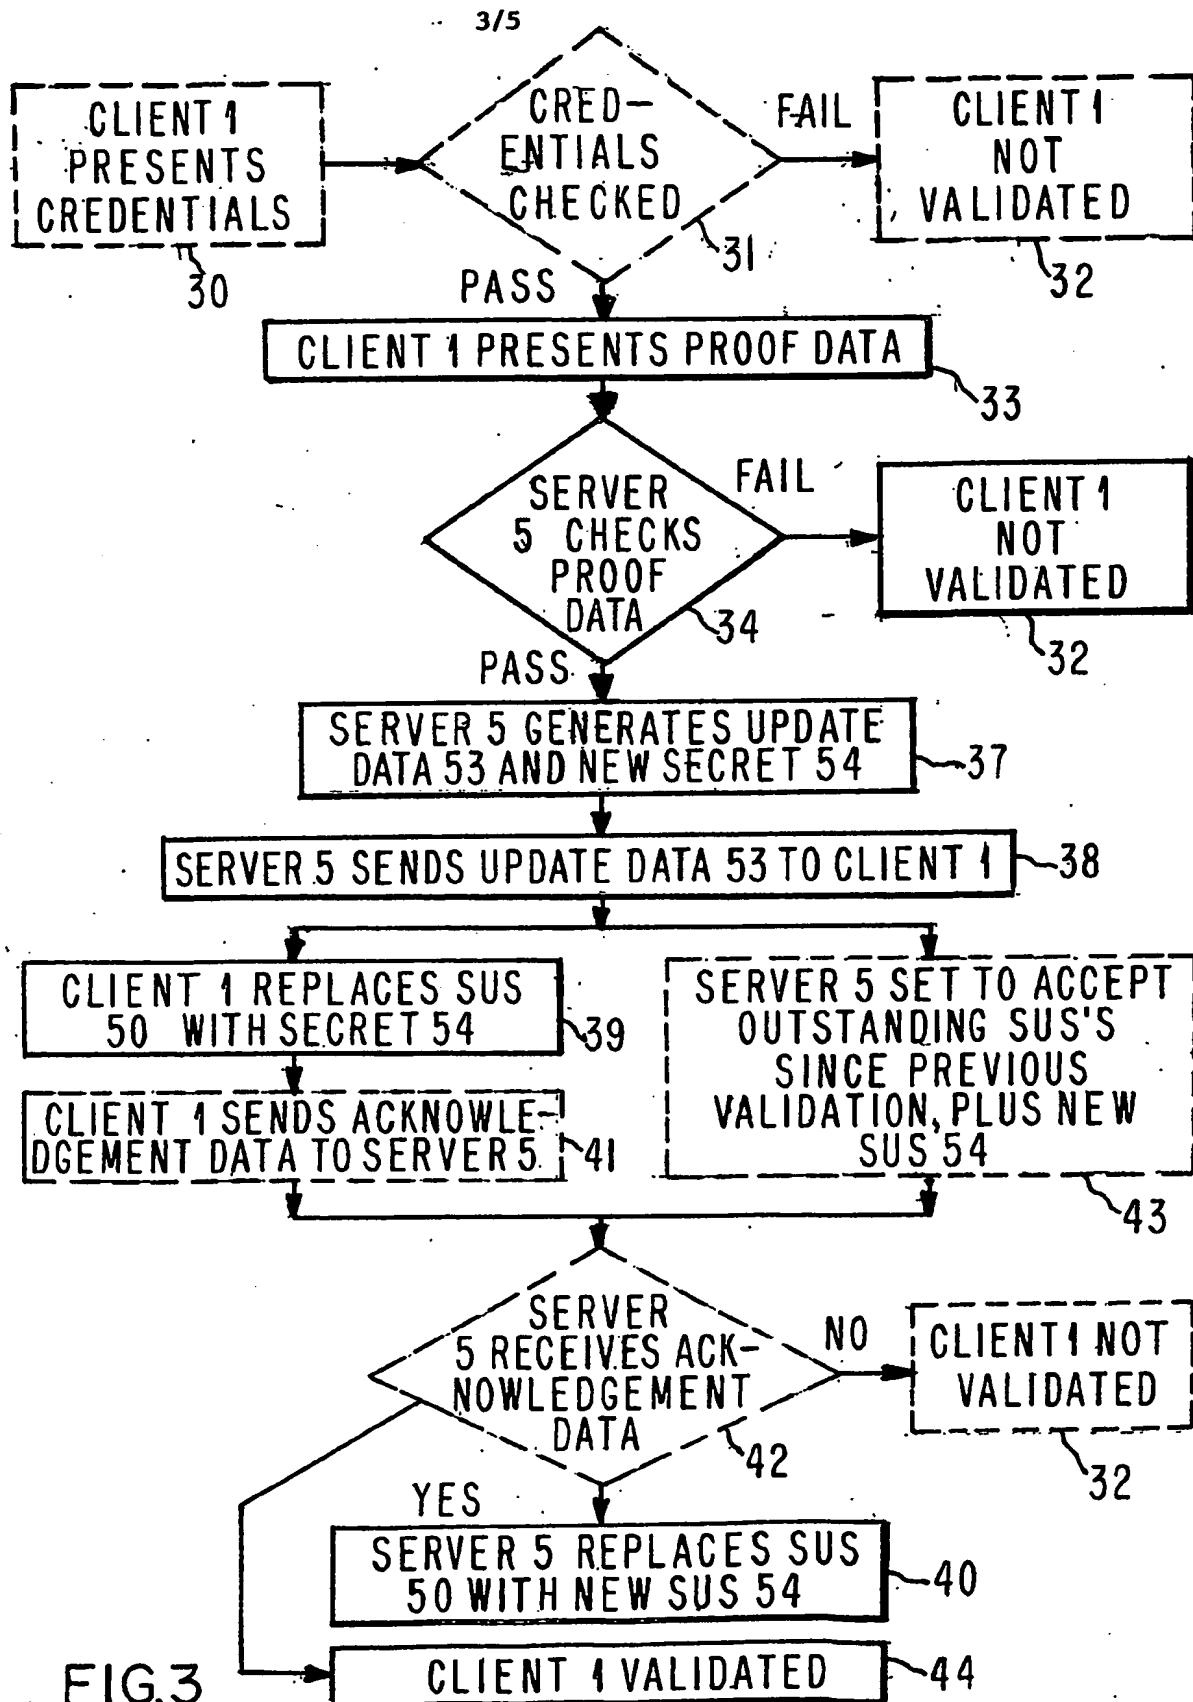 3/5
CLIENT 1
PRESENTS
CREDENTIALS
30
CRED-
ENTIALS
CHECKED
31
FAIL
CLIENT 1
NOT
VALIDATED
32
PASS
CLIENT 1 PRESENTS PROOF DATA
33
SERVER
5 CHECKS
PROOF
DATA
34
FAIL
CLIENT 1
NOT
VALIDATED
32
PASS
SERVER 5 GENERATES UPDATE
DATA 53 AND NEW SECRET 54
37
SERVER 5 SENDS UPDATE DATA 53 TO CLIENT 1
38
CLIENT 1 REPLACES SUS
50 WITH SECRET 54
39
CLIENT 1 SENDS ACKNOWLE-
DGEMENT DATA TO SERVER 5
41
SERVER 5 SET TO ACCEPT
OUTSTANDING SUS'S
SINCE PREVIOUS
VALIDATION, PLUS NEW
SUS 54
43
SERVER
5 RECEIVES ACK-
NOWLEDGEMENT
DATA
42
NO
CLIENT 1 NOT
VALIDATED
32
YES
SERVER 5 REPLACES SUS
50 WITH NEW SUS 54
40
CLIENT 1 VALIDATED
44
FIG.3